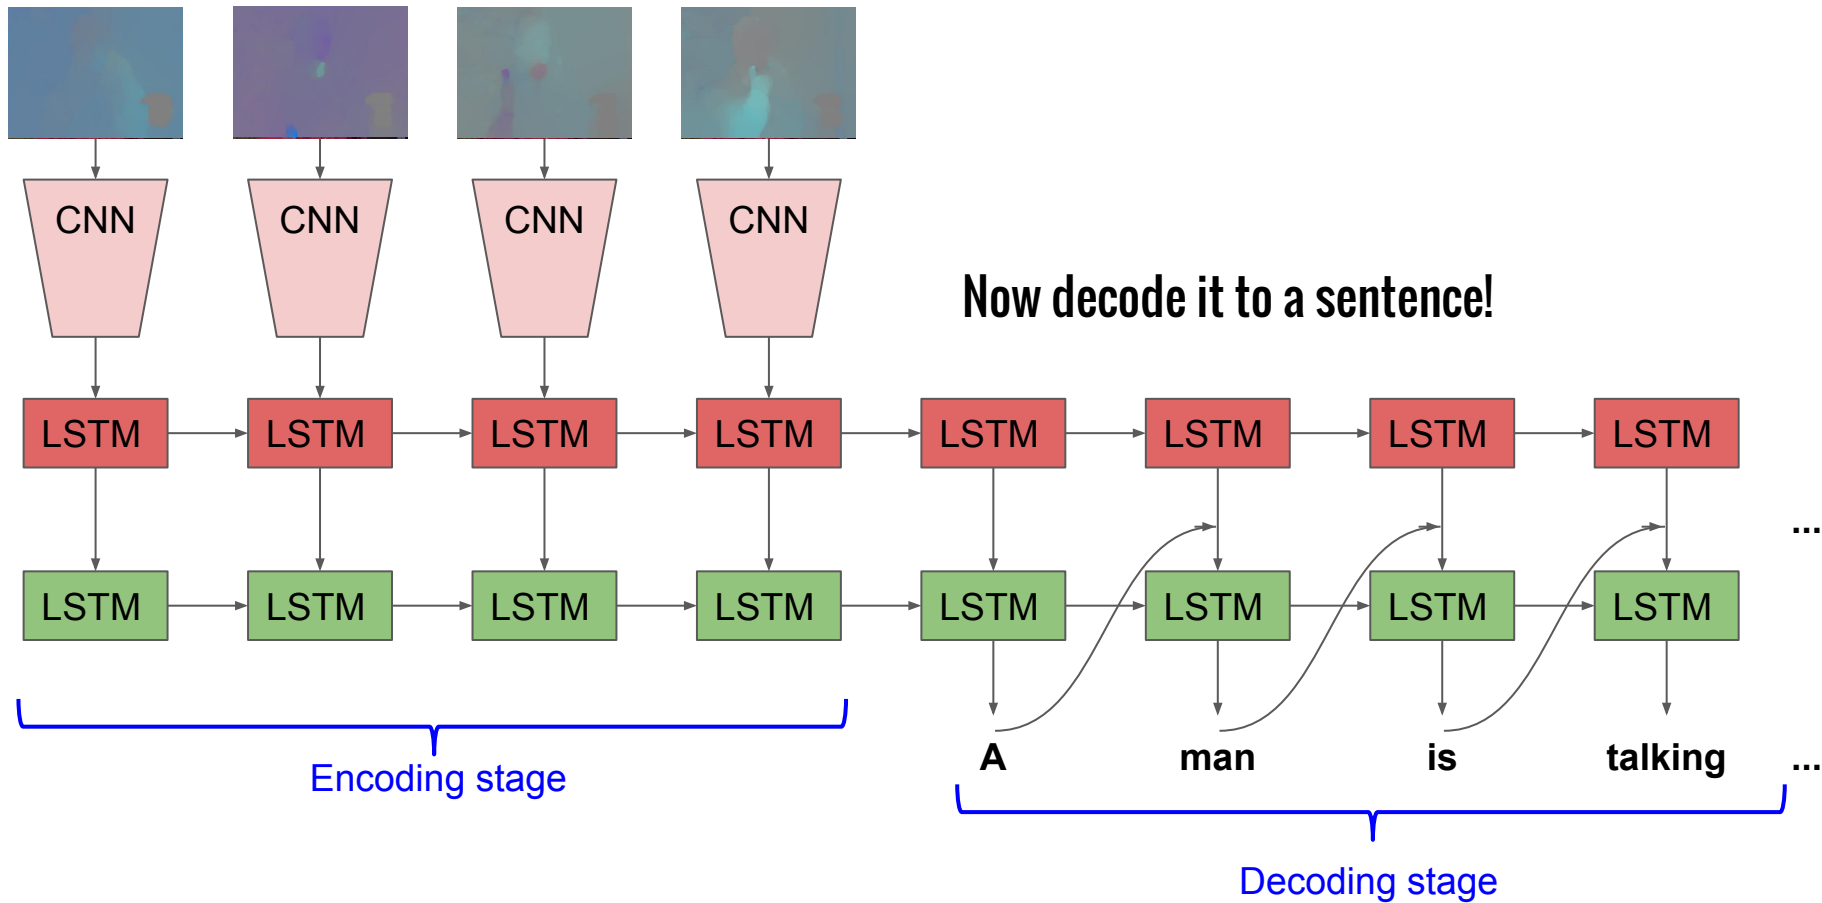 CNN CNN CNN CNN
Now decode it to a sentence!
LSTM LSTM LSTM LSTM LSTM LSTM LSTM LSTM
...
LSTM LSTM LSTM LSTM LSTM LSTM LSTM LSTM
A man is talking ...
Encoding stage
Decoding stage